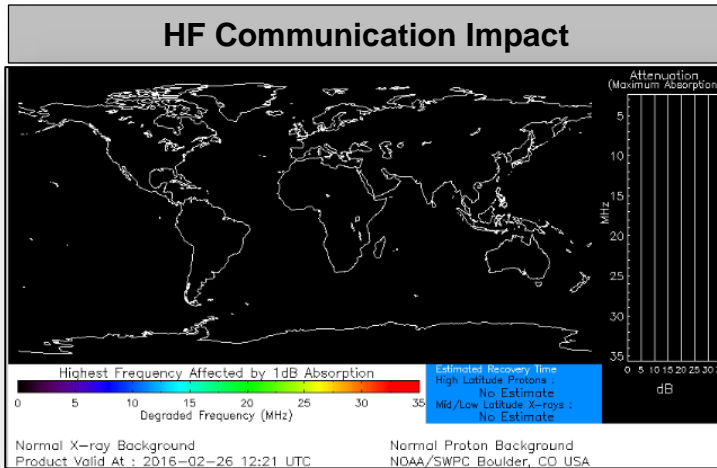 HF Communication Impact
Attenuation
(Maximum Absorption
5
10
15
20
25
30
35
MHz
0 5 10 15 20 25 30
dB
Highest Frequency Affected by 1dB Absorption
0 5 10 15 20 25 30 35
Degraded Frequency (MHz)
Estimated Recovery Time
High Latitude Protons :
No Estimate
Mid/Low Latitude X-rays :
No Estimate
Normal X-ray Background
Product Valid At : 2016-02-26 12:21 UTC
Normal Proton Background
NOAA/SWPC Boulder, CO USA